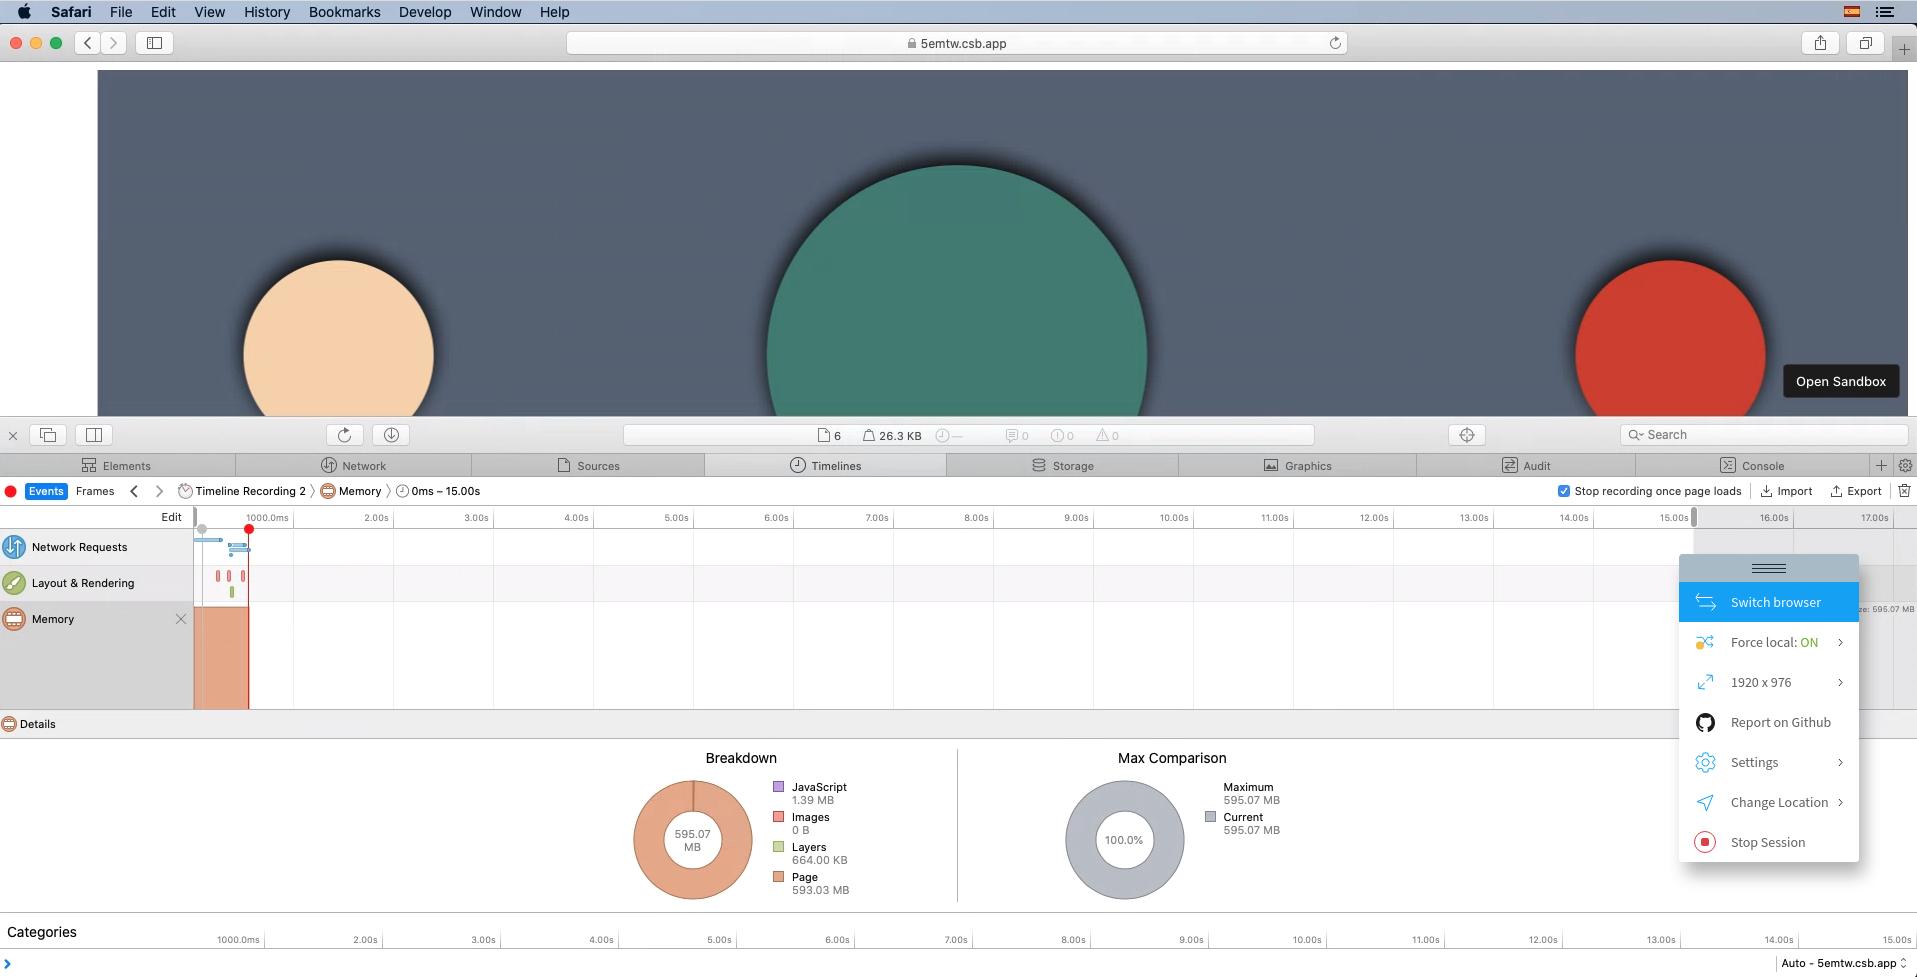 Safari File Edit View History Bookmarks Develop Window Help
5emtw.csb.app
Open Sandbox
6 26.3 KB — 0 0 0 Search
Elements Network Sources Timelines Storage Graphics Audit Console
Events Frames Timeline Recording 2 Memory 0ms – 15.00s Stop recording once page loads Import Export
Edit 1000.0ms 2.00s 3.00s 4.00s 5.00s 6.00s 7.00s 8.00s 9.00s 10.00s 11.00s 12.00s 13.00s 14.00s 15.00s 16.00s 17.00s
Network Requests
Layout & Rendering
Memory
595.07 MB
Switch browser
Force local: ON
1920 x 976
Report on Github
Settings
Change Location
Stop Session
Details
Breakdown
595.07
MB
JavaScript
1.39 MB
Images
0 B
Layers
664.00 KB
Page
593.03 MB
Max Comparison
100.0%
Maximum
595.07 MB
Current
595.07 MB
Categories 1000.0ms 2.00s 3.00s 4.00s 5.00s 6.00s 7.00s 8.00s 9.00s 10.00s 11.00s 12.00s 13.00s 14.00s 15.00s
Auto - 5emtw.csb.app